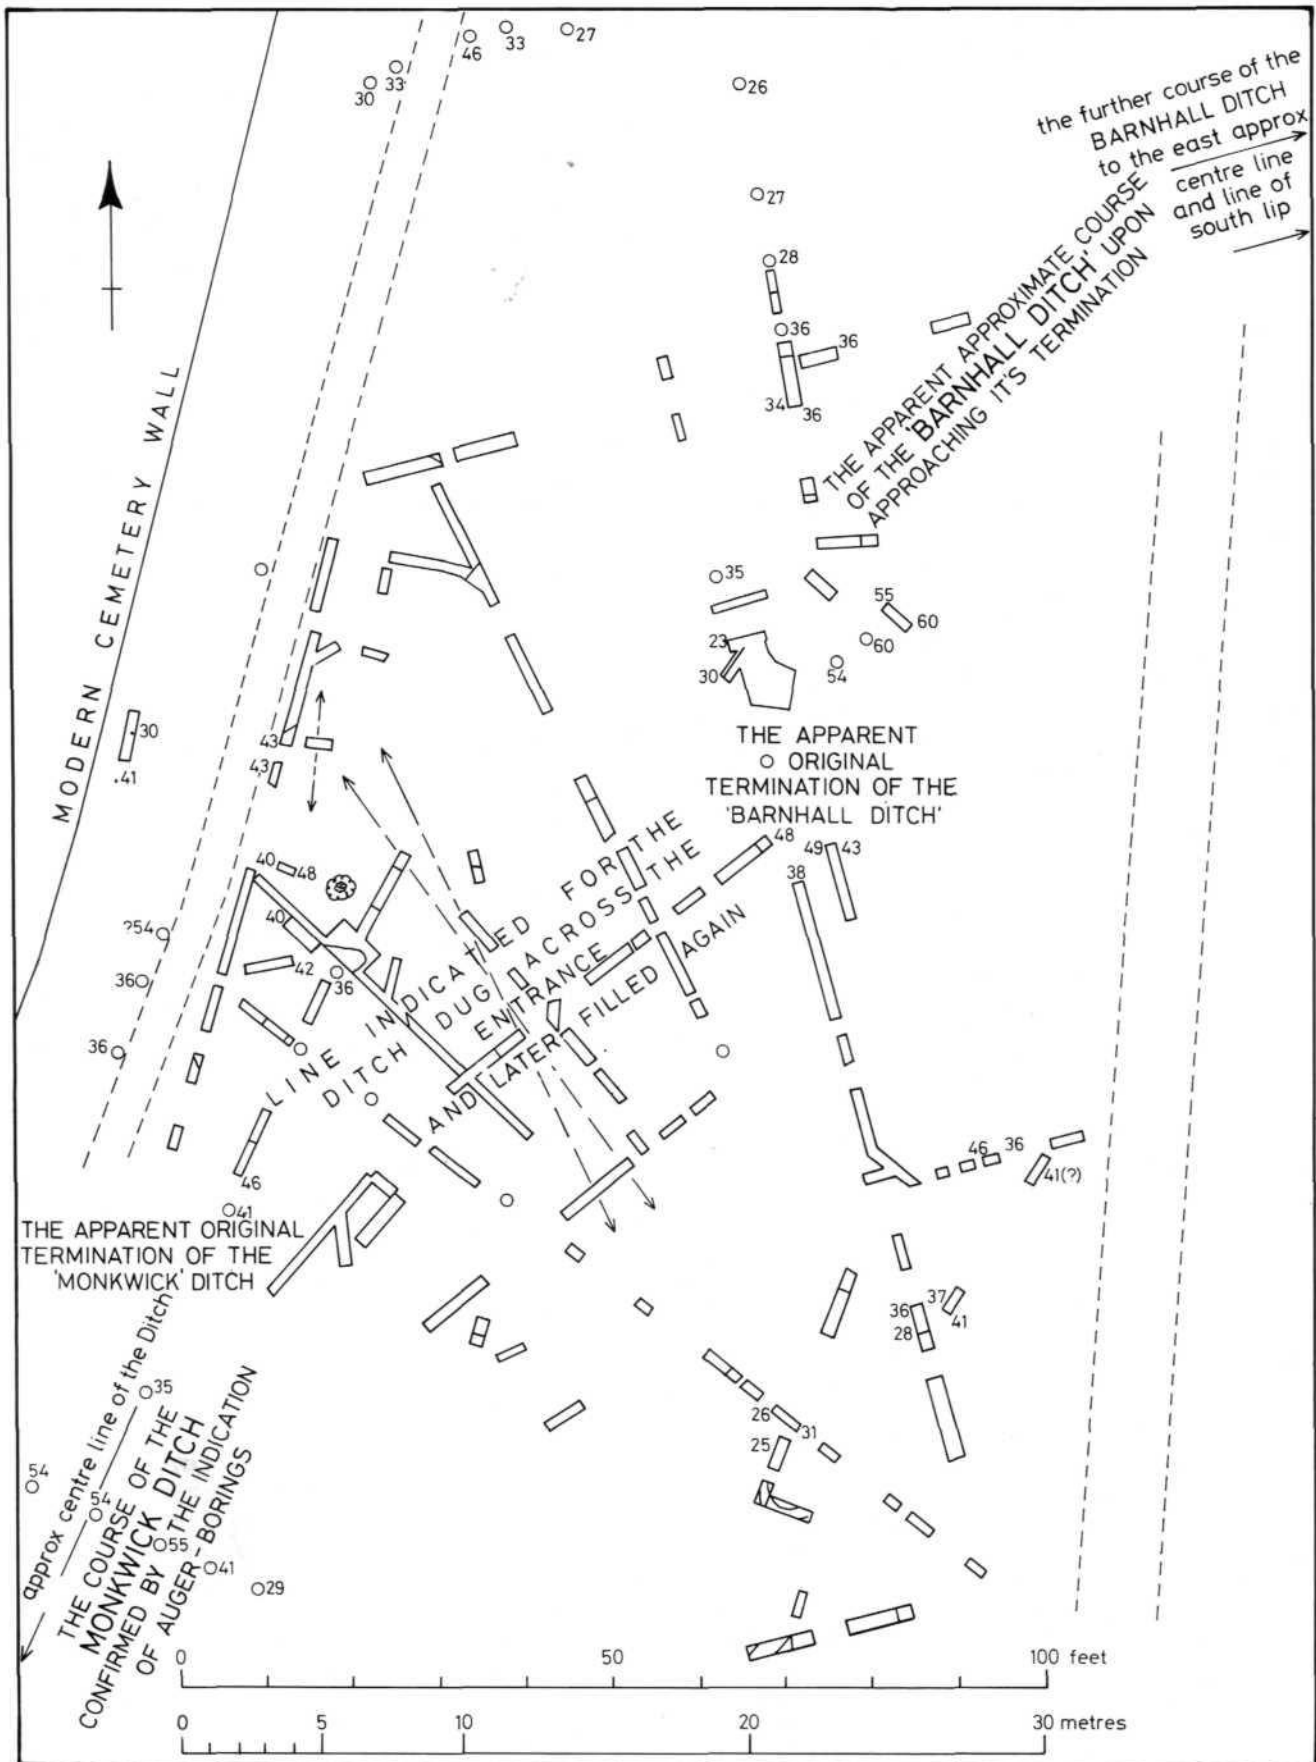 46
33
27
33
30
26
the further course of the
BARNHALL DITCH
to the east approx
centre line
and line of
south lip
27
28
36
36
34
36
THE APPARENT APPROXIMATE COURSE
OF THE 'BARNHALL DITCH' UPON
APPROACHING IT'S TERMINATION
MODERN CEMETERY WALL
35
55
60
60
54
23
30
30
.41
43
43
THE APPARENT
ORIGINAL
TERMINATION OF THE
'BARNHALL DITCH'
48
49
43
38
40
48
40
42
36
?54
36
36
LINE INDICATED FOR THE
DITCH DUG ACROSS THE
ENTRANCE
AND LATER FILLED AGAIN
46
41
46
36
41(?)
THE APPARENT ORIGINAL
TERMINATION OF THE
'MONKWICK' DITCH
37
36
41
28
approx centre line of the Ditch
35
54
54
55
41
29
THE COURSE OF THE
MONKWICK DITCH
CONFIRMED BY THE INDICATION
OF AUGER-BORINGS
26
31
25
0
50
100 feet
0
5
10
20
30 metres